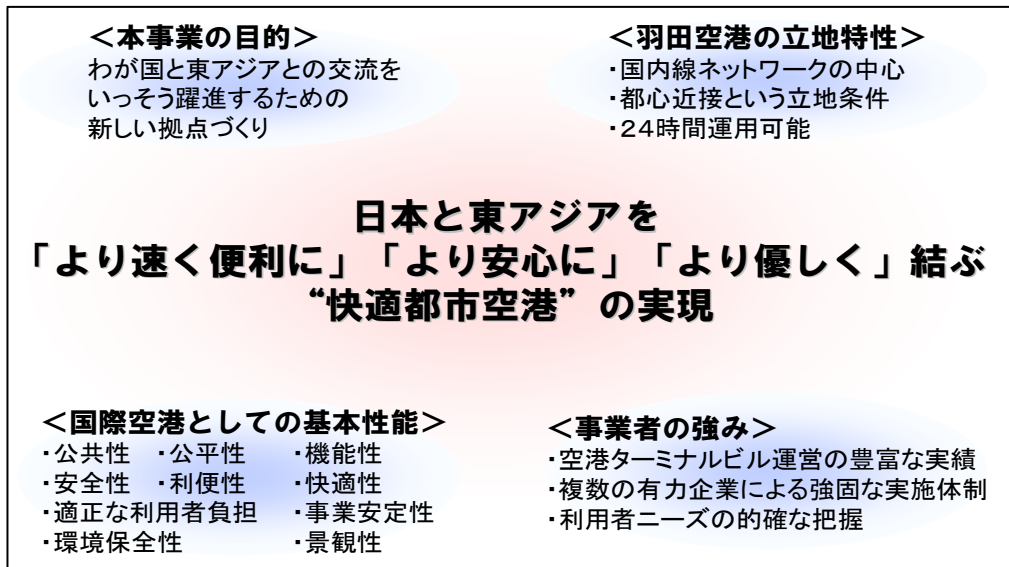 ＜本事業の目的＞
わが国と東アジアとの交流を
いっそう躍進するための
新しい拠点づくり
＜羽田空港の立地特性＞
・国内線ネットワークの中心
・都心近接という立地条件
・２４時間運用可能
日本と東アジアを
「より速く便利に」「より安心に」「より優しく」結ぶ
“快適都市空港”の実現
＜国際空港としての基本性能＞
・公共性 ・公平性 ・機能性
・安全性 ・利便性 ・快適性
・適正な利用者負担 ・事業安定性
・環境保全性 ・景観性
＜事業者の強み＞
・空港ターミナルビル運営の豊富な実績
・複数の有力企業による強固な実施体制
・利用者ニーズの的確な把握